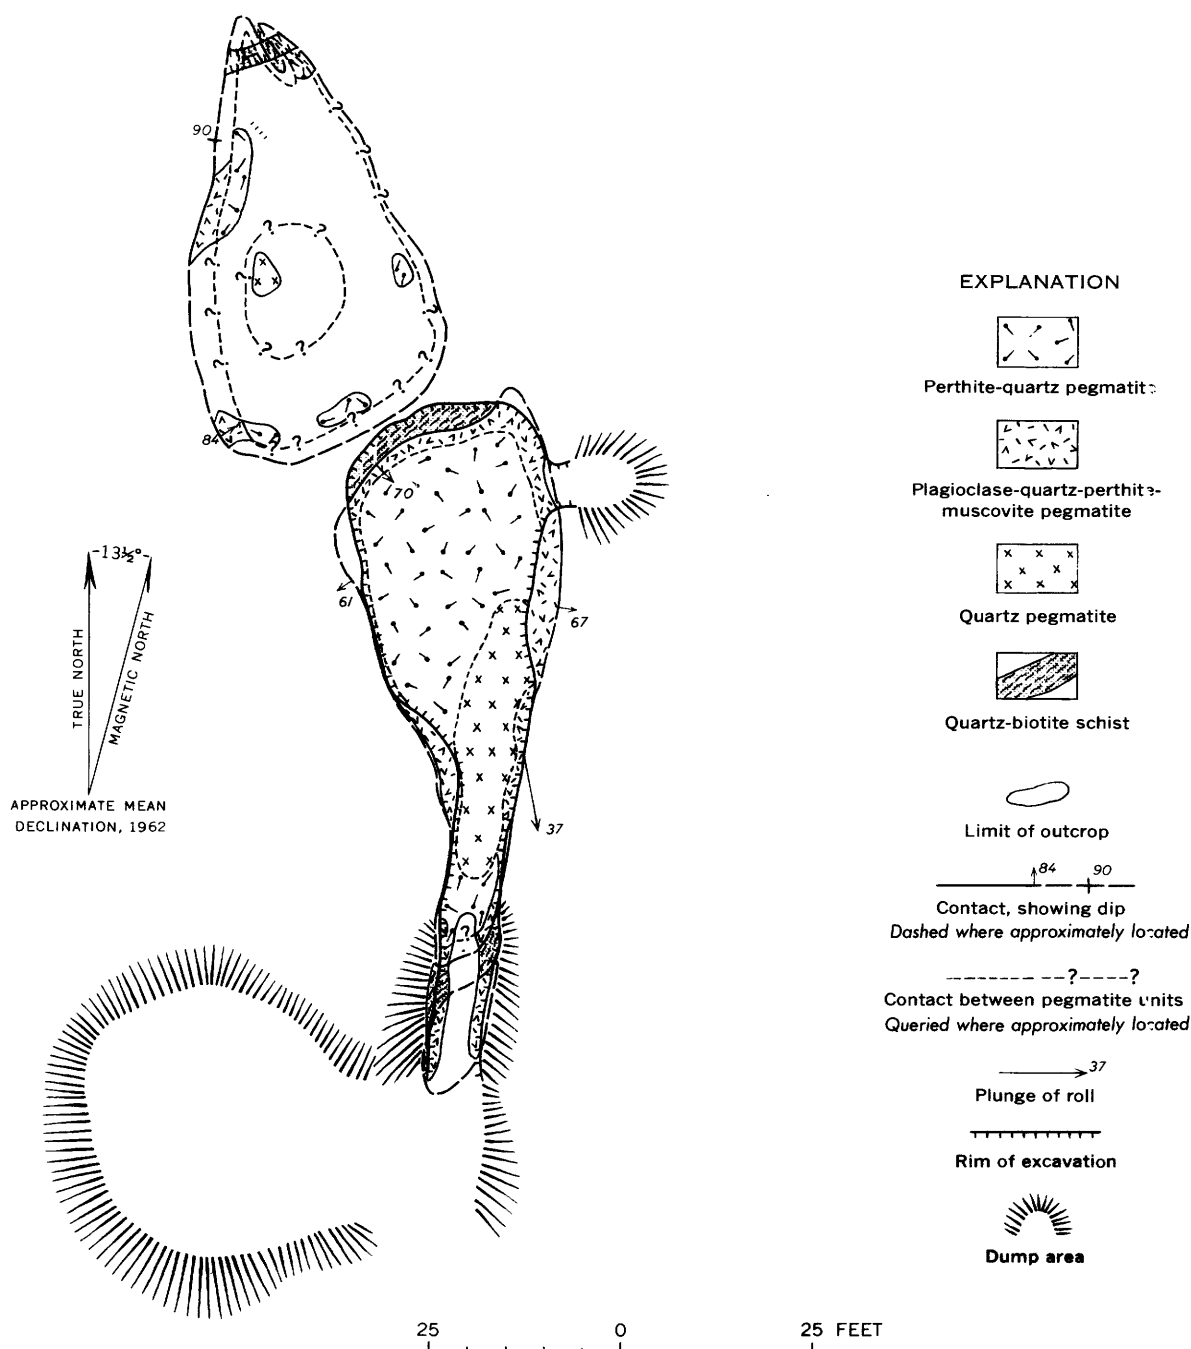 90
84
70
61
67
37
-13½°-
TRUE NORTH
MAGNETIC NORTH
APPROXIMATE MEAN
DECLINATION, 1962
EXPLANATION
Perthite-quartz pegmatite
Plagioclase-quartz-perthite-
muscovite pegmatite
Quartz pegmatite
Quartz-biotite schist
Limit of outcrop
84 90
Contact, showing dip
Dashed where approximately located
?----?
Contact between pegmatite units
Queried where approximately located
37
Plunge of roll
Rim of excavation
Dump area
25 0 25 FEET